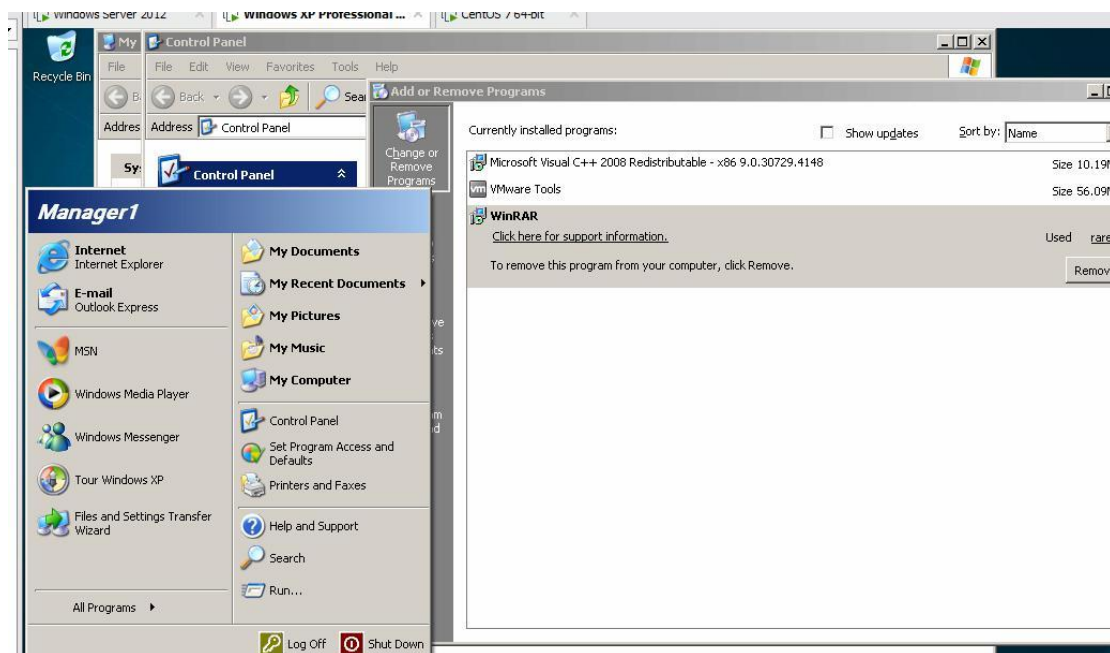 Windows Server 2012
Windows XP Professional ...
CentOS 7 64-bit
Recycle Bin
My
Control Panel
File
File Edit View Favorites Tools Help
Back
Addres
Address Control Panel
Control Panel
Add or Remove Programs
Change or Remove Programs
Currently installed programs:
Show updates
Sort by: Name
Microsoft Visual C++ 2008 Redistributable - x86 9.0.30729.4148
Size 10.19
VMware Tools
Size 56.09
WinRAR
Click here for support information.
Used rare
To remove this program from your computer, click Remove.
Remov
Manager1
Internet
Internet Explorer
E-mail
Outlook Express
MSN
Windows Media Player
Windows Messenger
Tour Windows XP
Files and Settings Transfer
Wizard
All Programs
My Documents
My Recent Documents
My Pictures
My Music
My Computer
Control Panel
Set Program Access and
Defaults
Printers and Faxes
Help and Support
Search
Run...
Log Off
Shut Down